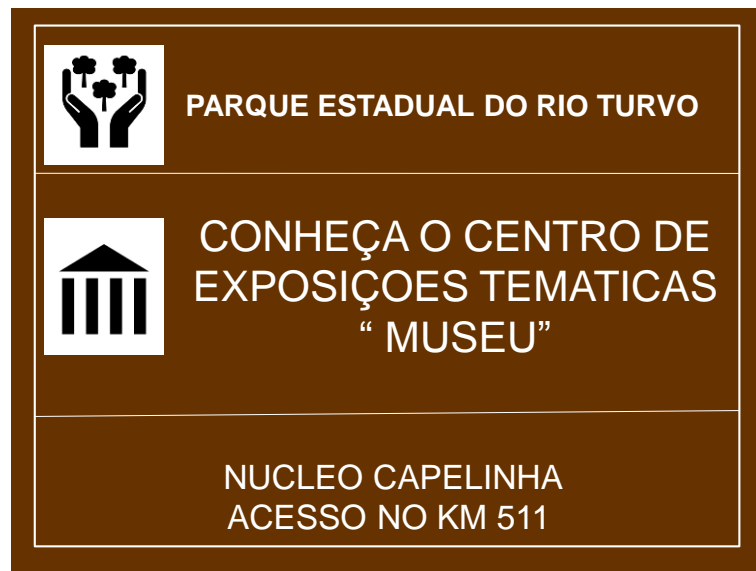 PARQUE ESTADUAL DO RIO TURVO
CONHEÇA O CENTRO DE
EXPOSIÇOES TEMATICAS
“ MUSEU”
NUCLEO CAPELINHA
ACESSO NO KM 511